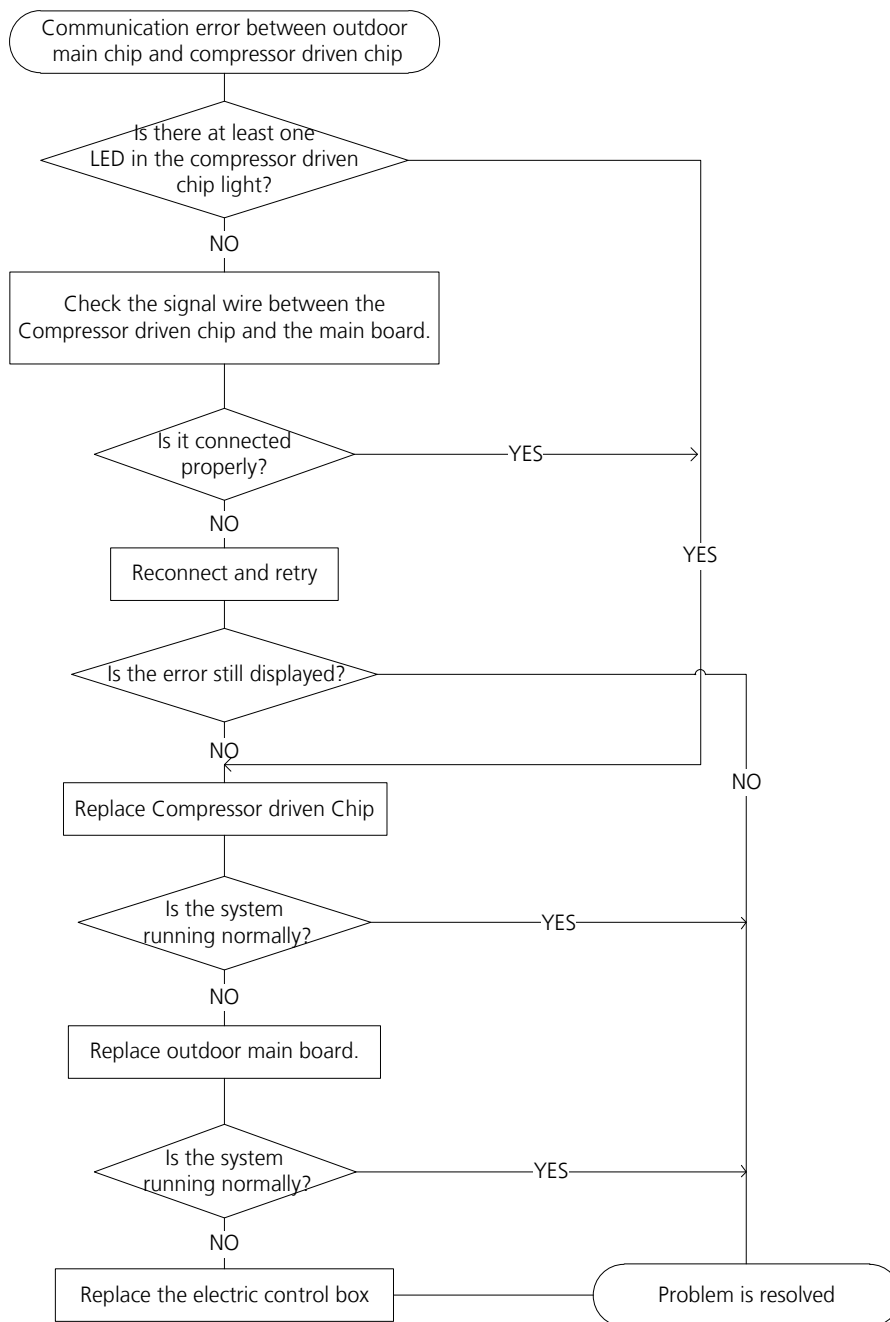 Communication error between outdoor
main chip and compressor driven chip
Is there at least one
LED in the compressor driven
chip light?
NO
Check the signal wire between the
Compressor driven chip and the main board.
Is it connected
properly?
YES
NO
YES
Reconnect and retry
Is the error still displayed?
NO
NO
Replace Compressor driven Chip
Is the system
running normally?
YES
NO
Replace outdoor main board.
Is the system
running normally?
YES
NO
Replace the electric control box
Problem is resolved